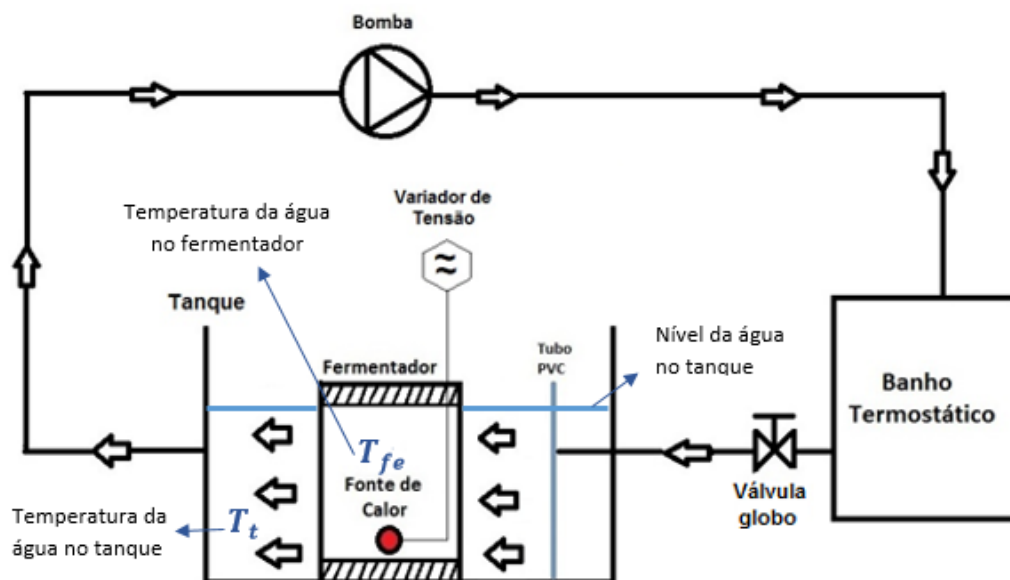 Bomba
Variador de
Tensão
≈
Temperatura da água
no fermentador
Tanque
Fermentador
Tubo
PVC
Nível da água
no tanque
Banho
Termostático
T_fe
Fonte de
Calor
Válvula
globo
Temperatura da
água no tanque
T_t